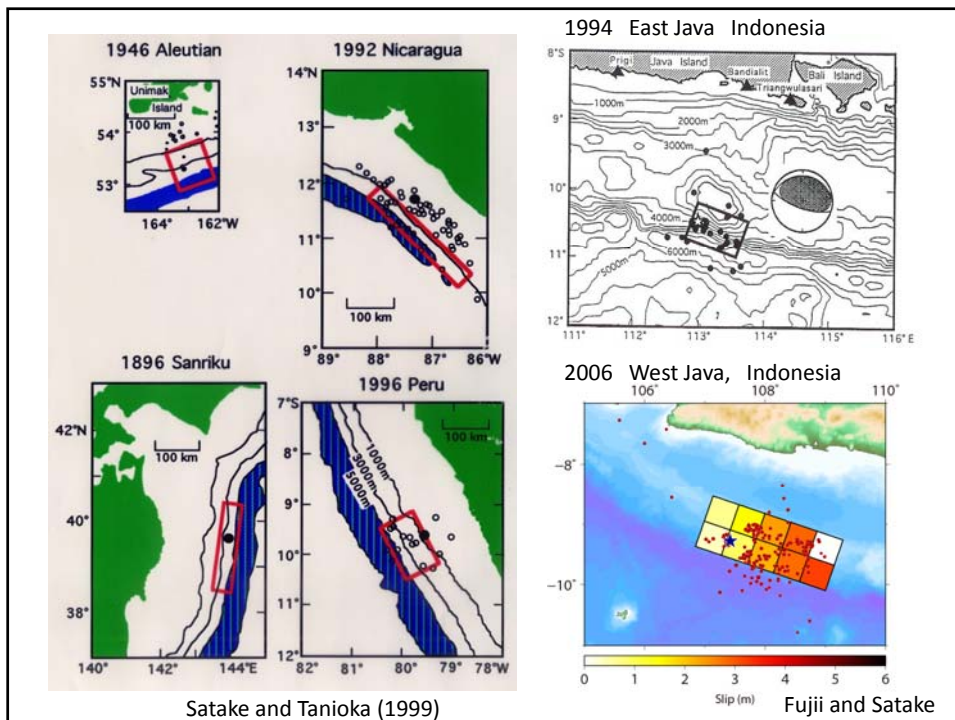 1946 Aleutian
55°N
Unimak
Island
100 km
54°
53°
164°
162°W
1992 Nicaragua
14°N
13°
12°
11°
10°
9°
100 km
89°
88°
87°
86°W
1994 East Java Indonesia
8°S
9°
10°
11°
12°
Prigi
Java Island
Bandialit
Bali Island
Triangwulasari
1000m
2000m
3000m
4000m
6000m
5000m
111°
112°
113°
114°
115°
116°E
1896 Sanriku
42°N
100 km
40°
38°
140°
144°E
1996 Peru
7°S
8°
9°
10°
11°
12°
100 km
1000m
3000m
5000m
82°
81°
80°
78°W
2006 West Java, Indonesia
106°
108°
110°
−8°
−10°
0
1
2
3
4
5
6
Slip (m)
Satake and Tanioka (1999)
Fujii and Satake